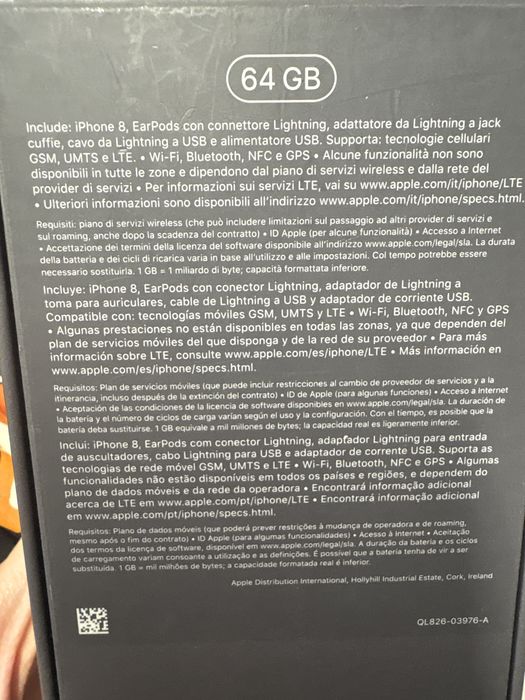 64 GB
Include: iPhone 8, EarPods con connettore Lightning, adattatore da Lightning a jack
cuffie, cavo da Lightning a USB e alimentatore USB. Supporta: tecnologie cellulari
GSM, UMTS e LTE. • Wi-Fi, Bluetooth, NFC e GPS • Alcune funzionalità non sono
disponibili in tutte le zone e dipendono dal piano di servizi wireless e dalla rete del
provider di servizi • Per informazioni sui servizi LTE, vai su www.apple.com/it/iphone/LTE
• Ulteriori informazioni sono disponibili all'indirizzo www.apple.com/it/iphone/specs.html.
Requisiti: piano di servizi wireless (che può includere limitazioni sul passaggio ad altri provider di servizi e
sul roaming, anche dopo la scadenza del contratto) • ID Apple (per alcune funzionalità) • Accesso a Internet
• Accettazione dei termini della licenza del software disponibile all'indirizzo www.apple.com/legal/sla. La durata
della batteria e dei cicli di ricarica varia in base all'utilizzo e alle impostazioni. Col tempo potrebbe essere
necessario sostituirla. 1 GB = 1 miliardo di byte; capacità formattata inferiore.
Incluye: iPhone 8, EarPods con conector Lightning, adaptador de Lightning a
toma para auriculares, cable de Lightning a USB y adaptador de corriente USB.
Compatible con: tecnologías móviles GSM, UMTS y LTE • Wi-Fi, Bluetooth, NFC y GPS
• Algunas prestaciones no están disponibles en todas las zonas, ya que dependen del
plan de servicios móviles del que disponga y de la red de su proveedor • Para más
información sobre LTE, consulte www.apple.com/es/iphone/LTE • Más información en
www.apple.com/es/iphone/specs.html.
Requisitos: Plan de servicios móviles (que puede incluir restricciones al cambio de proveedor de servicios y a la
itinerancia, incluso después de la extinción del contrato) • ID de Apple (para algunas funciones) • Acceso a Internet
• Aceptación de las condiciones de la licencia de software disponibles en www.apple.com/legal/sla. La duración de
la batería y el número de ciclos de carga varían según el uso y la configuración. Con el tiempo, es posible que la
batería deba sustituirse. 1 GB equivale a mil millones de bytes; la capacidad real es ligeramente inferior.
Inclui: iPhone 8, EarPods com conector Lightning, adaptador Lightning para entrada
de auscultadores, cabo Lightning para USB e adaptador de corrente USB. Suporta as
tecnologias de rede móvel GSM, UMTS e LTE • Wi-Fi, Bluetooth, NFC e GPS • Algumas
funcionalidades não estão disponíveis em todos os países e regiões, e dependem do
plano de dados móveis e da rede da operadora • Encontrará informação adicional
acerca de LTE em www.apple.com/pt/iphone/LTE • Encontrará informação adicional
em www.apple.com/pt/iphone/specs.html.
Requisitos: Plano de dados móveis (que poderá prever restrições à mudança de operadora e de roaming,
mesmo após o fim do contrato) • ID Apple (para algumas funcionalidades) • Acesso à Internet • Aceitação
dos termos da licença de software, disponível em www.apple.com/legal/sla. A duração da bateria e os ciclos
de carregamento variam consoante a utilização e as definições. É possível que a bateria tenha de vir a ser
substituída. 1 GB = mil milhões de bytes; a capacidade formatada real é inferior.
Apple Distribution International, Hollyhill Industrial Estate, Cork, Ireland
QL826-03976-A